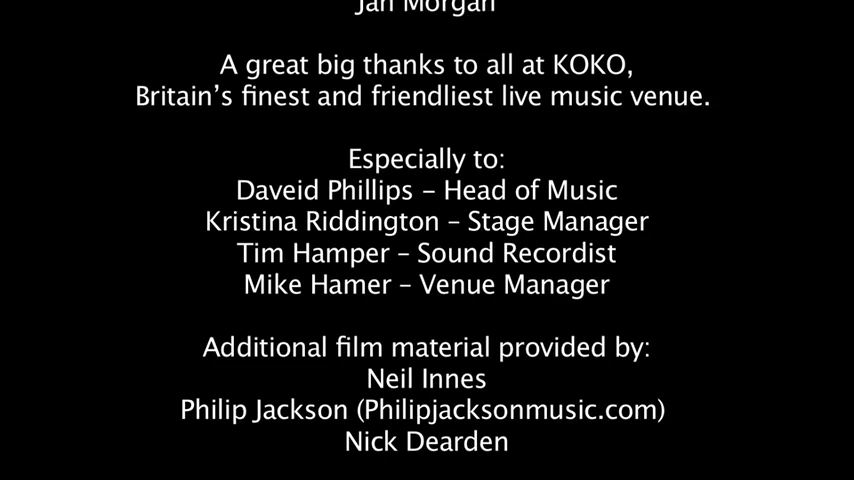 Jan Morgan
A great big thanks to all at KOKO,
Britain’s finest and friendliest live music venue.
Especially to:
Daveid Phillips – Head of Music
Kristina Riddington – Stage Manager
Tim Hamper – Sound Recordist
Mike Hamer – Venue Manager
Additional film material provided by:
Neil Innes
Philip Jackson (Philipjacksonmusic.com)
Nick Dearden